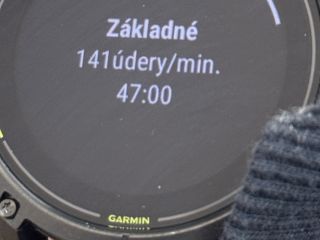 Základné
141údery/min.
47:00
GARMIN